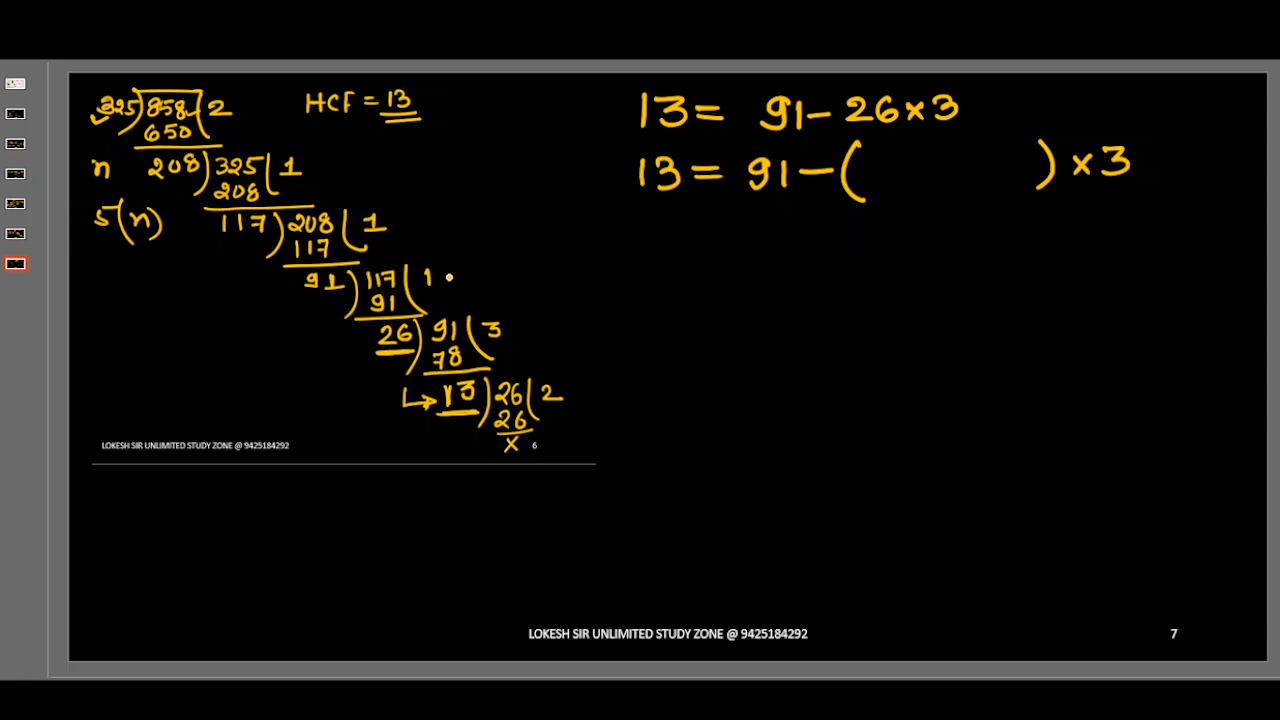 325)858(2 HCF = 13
650
n 208)325(1
208
5(n) 117)208(1
117
91)117(1
91
26)91(3
78
13)26(2
26
x
LOKESH SIR UNLIMITED STUDY ZONE @ 9425184292 6
13 = 91 - 26 × 3
13 = 91 - ( ) × 3
LOKESH SIR UNLIMITED STUDY ZONE @ 9425184292 7